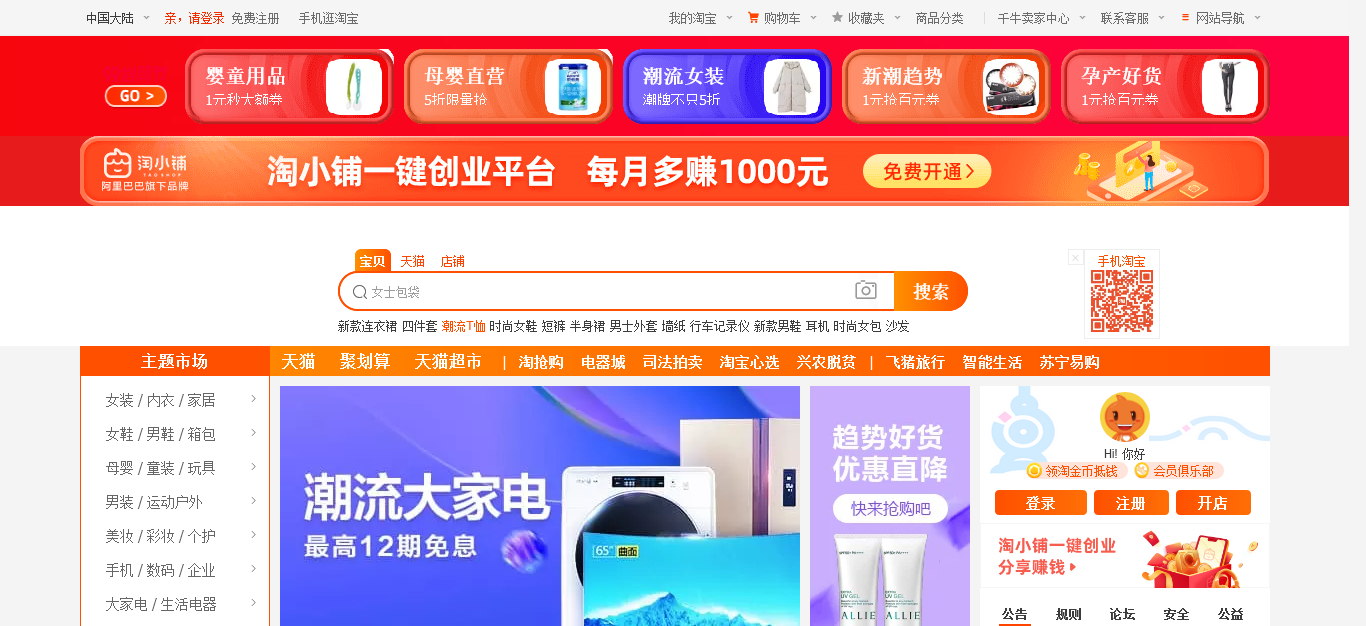 中国大陆 亲，请登录 免费注册 手机逛淘宝 我的淘宝 购物车 收藏夹 商品分类 千牛卖家中心 联系客服 网站导航
GO >
婴童用品 母婴直营 潮流女装 新潮趋势 孕产好货
1元秒大额券 5折限量抢 潮牌不只5折 1元抢百元券 1元抢百元券
淘小铺
TAO SHOP
阿里巴巴旗下品牌
淘小铺一键创业平台 每月多赚1000元 免费开通
宝贝 天猫 店铺
手机淘宝
女士包袋 搜索
新款连衣裙 四件套 潮流T恤 时尚女鞋 短裤 半身裙 男士外套 墙纸 行车记录仪 新款男鞋 耳机 时尚女包 沙发
主题市场 天猫 聚划算 天猫超市 | 淘抢购 电器城 司法拍卖 淘宝心选 兴农脱贫 | 飞猪旅行 智能生活 苏宁易购
女装 / 内衣 / 家居
女鞋 / 男鞋 / 箱包
母婴 / 童装 / 玩具
男装 / 运动户外
美妆 / 彩妆 / 个护
手机 / 数码 / 企业
大家电 / 生活电器
潮流大家电
最高12期免息
65" 曲面
趋势好货
优惠直降
快来抢购吧
UV GEL
ALLIE
UV GEL
ALLIE
Hi! 你好
领淘金币抵钱 会员俱乐部
登录 注册 开店
淘小铺一键创业
分享赚钱
公告 规则 论坛 安全 公益